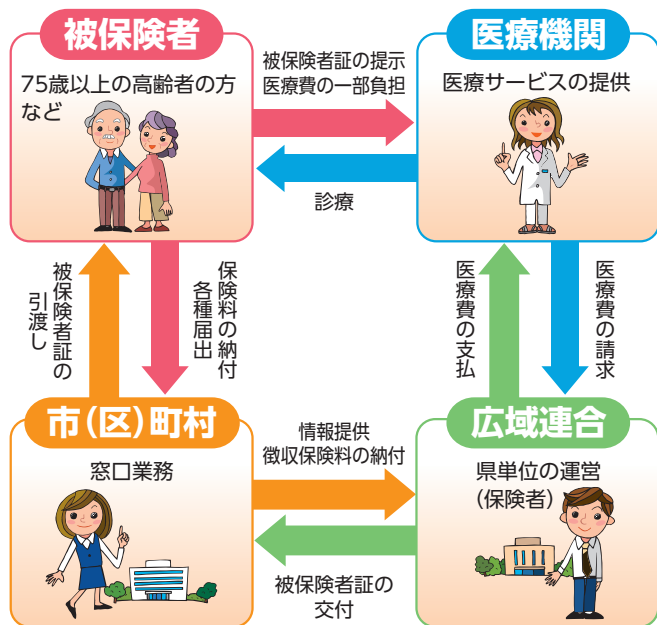 被保険者
75歳以上の高齢者の方
など
被保険者証の提示
医療費の一部負担
診療
医療機関
医療サービスの提供
被保険者証の
引渡し
保険料の納付
各種届出
医療費の支払
医療費の請求
市(区)町村
窓口業務
情報提供
徴収保険料の納付
被保険者証の
交付
広域連合
県単位の運営
(保険者)